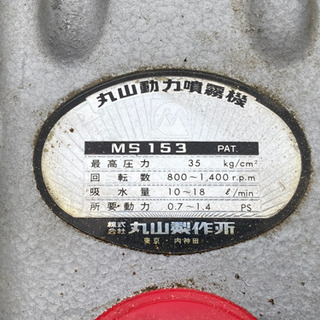 丸山動力噴霧機
MS 153 PAT.
最高圧力 35 kg/cm²
回転数 800~1,400 r.p.m
吸水量 10~18 ℓ/min
所要動力 0.7~1.4 PS
株式会社 丸山製作所
東京・内神田